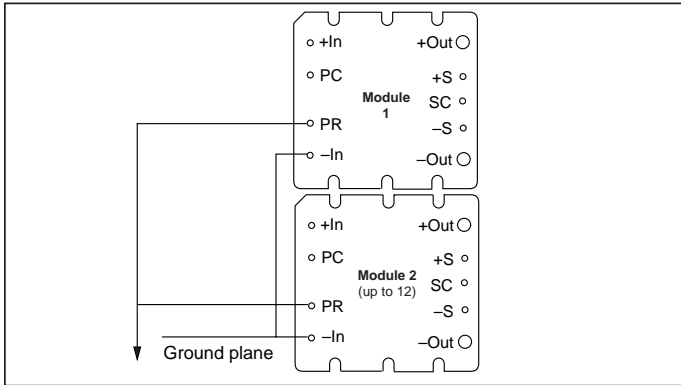 +In +Out
PC +S
Module
1
SC
PR –S
–In –Out
+In +Out
PC +S
Module 2
(up to 12)
SC
PR –S
–In –Out
Ground plane